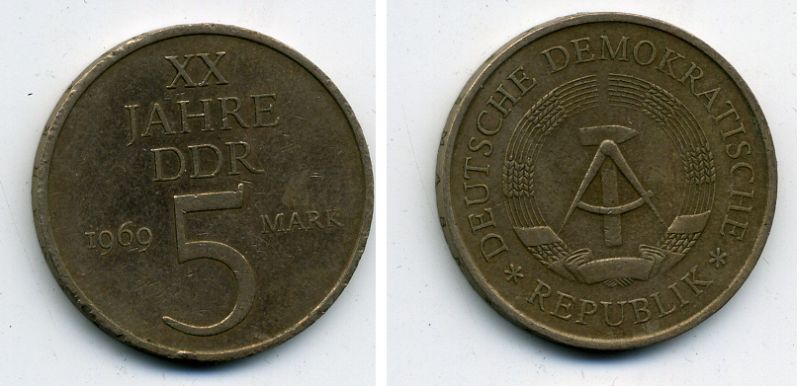 XX
JAHRE
DDR
1969 5 MARK
DEUTSCHE DEMOKRATISCHE
* REPUBLIK *